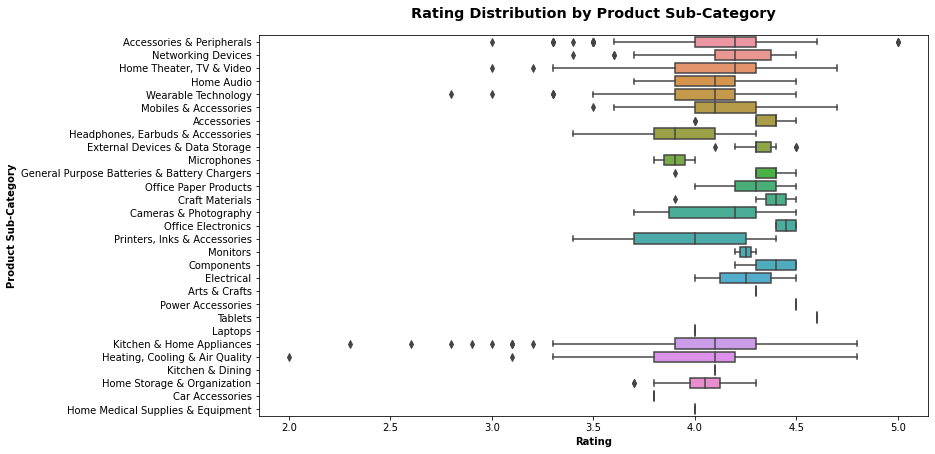 Rating Distribution by Product Sub-Category
Product Sub-Category
Accessories & Peripherals
Networking Devices
Home Theater, TV & Video
Home Audio
Wearable Technology
Mobiles & Accessories
Accessories
Headphones, Earbuds & Accessories
External Devices & Data Storage
Microphones
General Purpose Batteries & Battery Chargers
Office Paper Products
Craft Materials
Cameras & Photography
Office Electronics
Printers, Inks & Accessories
Monitors
Components
Electrical
Arts & Crafts
Power Accessories
Tablets
Laptops
Kitchen & Home Appliances
Heating, Cooling & Air Quality
Kitchen & Dining
Home Storage & Organization
Car Accessories
Home Medical Supplies & Equipment
2.0 2.5 3.0 3.5 4.0 4.5 5.0
Rating